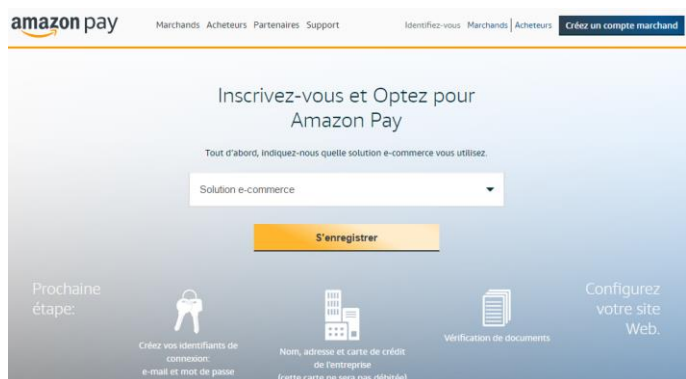 amazon pay
Marchands Acheteurs Partenaires Support
Identifiez-vous Marchands | Acheteurs
Créez un compte marchand
Inscrivez-vous et Optez pour
Amazon Pay
Tout d'abord, indiquez-nous quelle solution e-commerce vous utilisez.
Solution e-commerce
S'enregistrer
Prochaine
étape:
Créez vos identifiants de
connexion:
e-mail et mot de passe
Nom, adresse et carte de crédit
de l'entreprise
(cette carte ne sera pas débitée)
Vérification de documents
Configurez
votre site
Web.